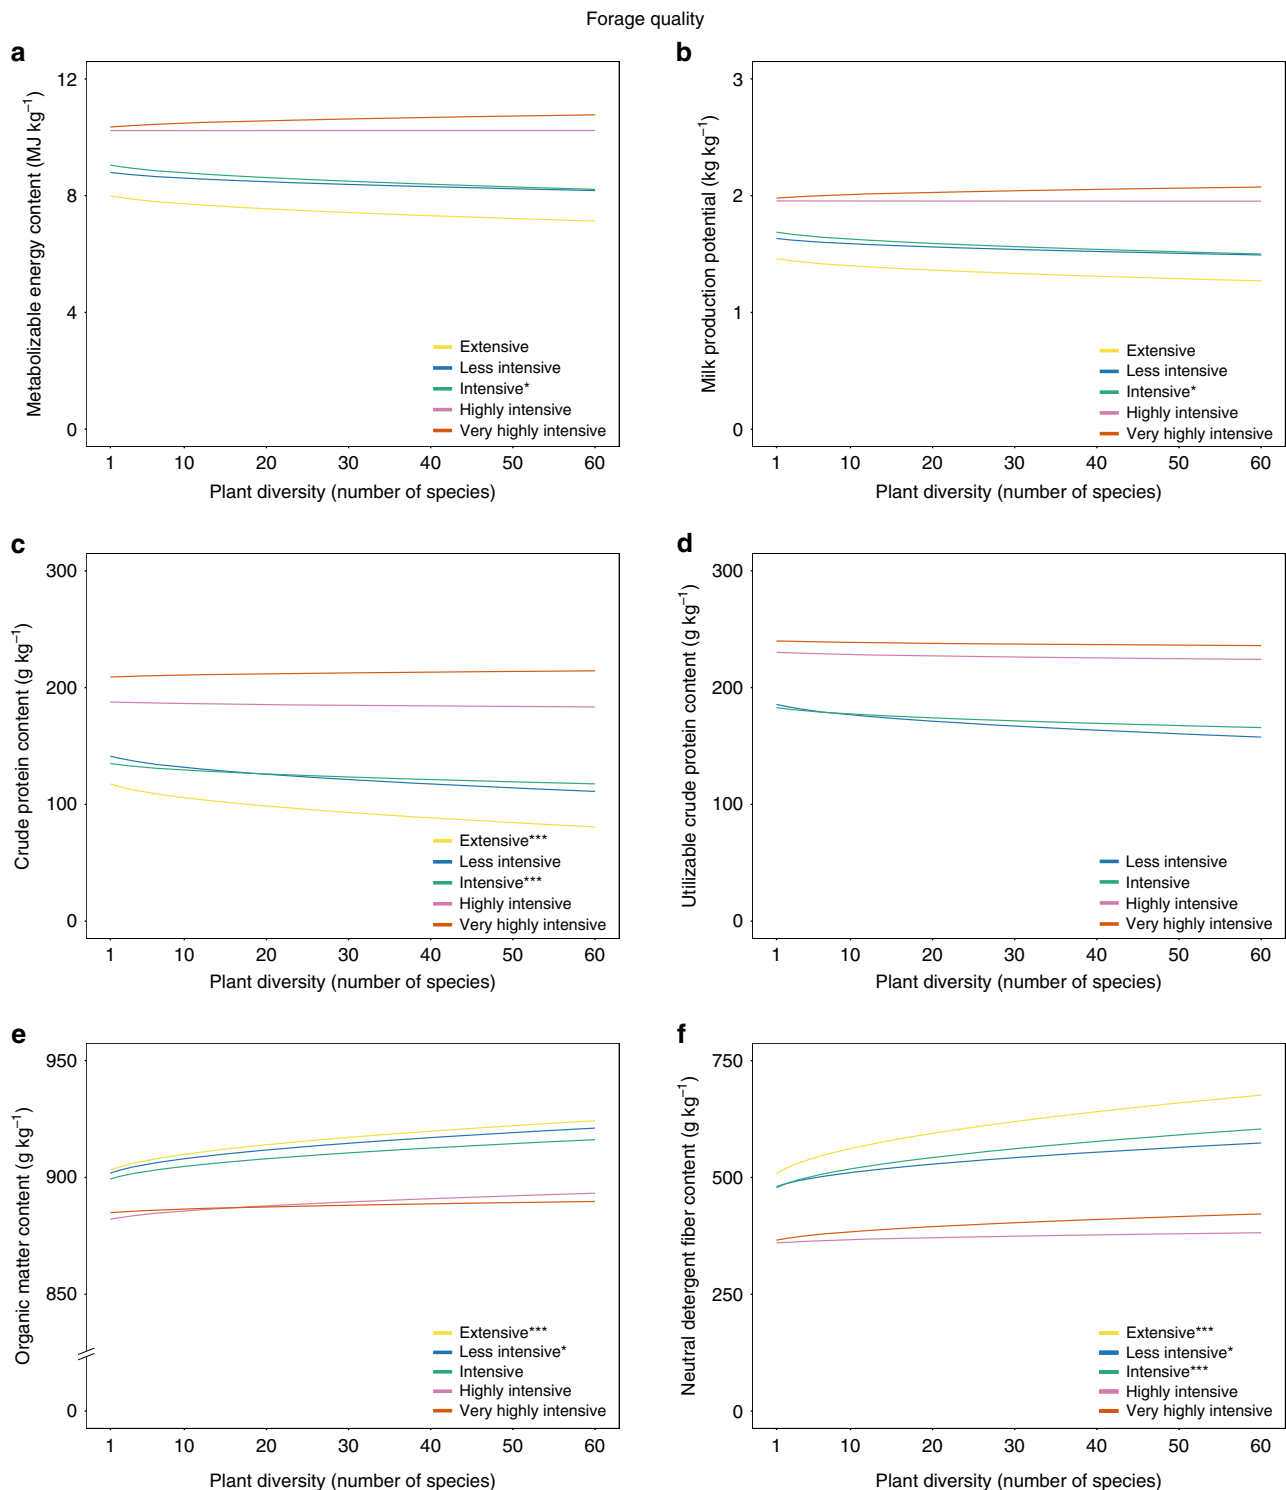 Forage quality
a
Metabolizable energy content (MJ kg⁻¹)
12
8
4
0
Extensive
Less intensive
Intensive*
Highly intensive
Very highly intensive
1 10 20 30 40 50 60
Plant diversity (number of species)
b
Milk production potential (kg kg⁻¹)
3
2
1
0
Extensive
Less intensive
Intensive*
Highly intensive
Very highly intensive
1 10 20 30 40 50 60
Plant diversity (number of species)
c
Crude protein content (g kg⁻¹)
300
200
100
0
Extensive***
Less intensive
Intensive***
Highly intensive
Very highly intensive
1 10 20 30 40 50 60
Plant diversity (number of species)
d
Utilizable crude protein content (g kg⁻¹)
300
200
100
0
Less intensive
Intensive
Highly intensive
Very highly intensive
1 10 20 30 40 50 60
Plant diversity (number of species)
e
Organic matter content (g kg⁻¹)
950
900
850
0
Extensive***
Less intensive*
Intensive
Highly intensive
Very highly intensive
1 10 20 30 40 50 60
Plant diversity (number of species)
f
Neutral detergent fiber content (g kg⁻¹)
750
500
250
0
Extensive***
Less intensive*
Intensive***
Highly intensive
Very highly intensive
1 10 20 30 40 50 60
Plant diversity (number of species)